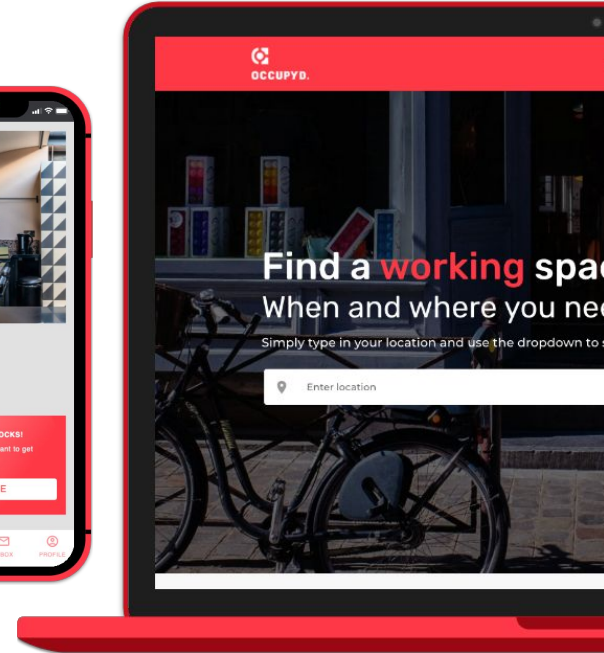 OCKS!
ant to get
E
BOX
PROFILE
OCCUPYD.
Find a working spac
When and where you nee
Simply type in your location and use the dropdown to s
Enter location